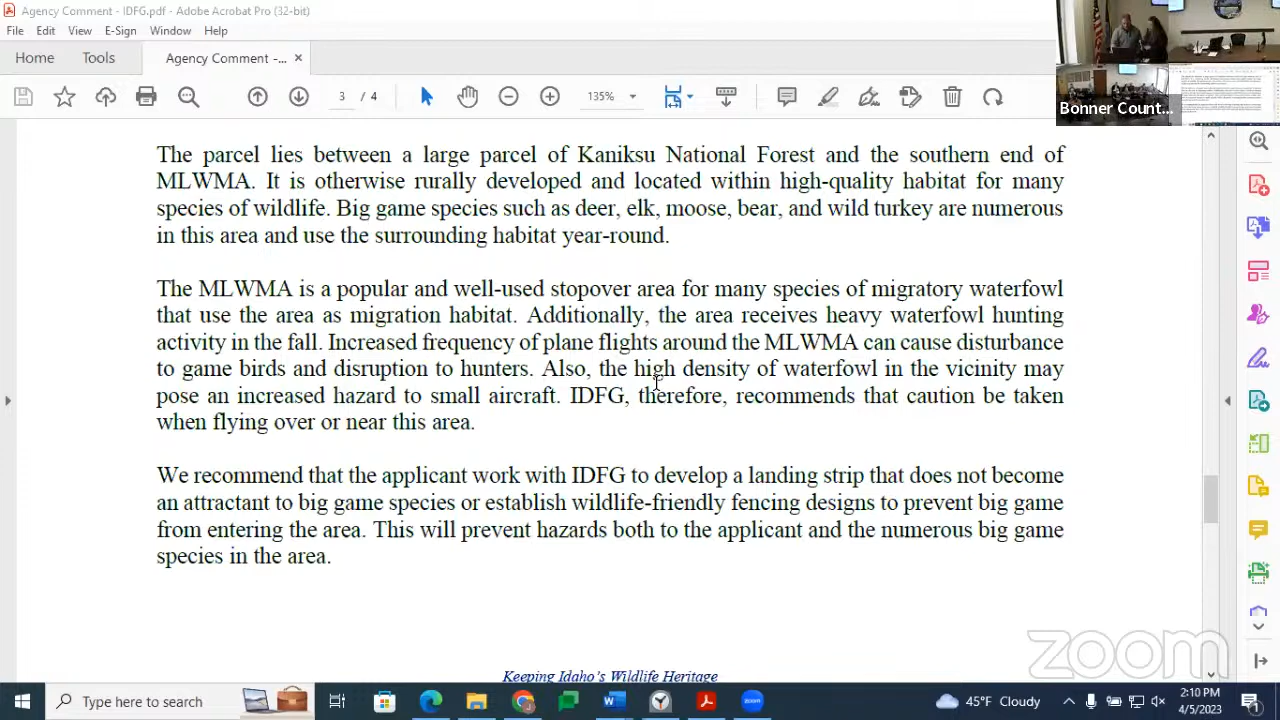 Agency Comment - IDFG.pdf - Adobe Acrobat Pro (32-bit)
File Edit View E-Sign Window Help
Home Tools Agency Comment -... ×
3 / 4 135%
Bonner Count...
The parcel lies between a large parcel of Kaniksu National Forest and the southern end of
MLWMA. It is otherwise rurally developed and located within high-quality habitat for many
species of wildlife. Big game species such as deer, elk, moose, bear, and wild turkey are numerous
in this area and use the surrounding habitat year-round.
The MLWMA is a popular and well-used stopover area for many species of migratory waterfowl
that use the area as migration habitat. Additionally, the area receives heavy waterfowl hunting
activity in the fall. Increased frequency of plane flights around the MLWMA can cause disturbance
to game birds and disruption to hunters. Also, the high density of waterfowl in the vicinity may
pose an increased hazard to small aircraft. IDFG, therefore, recommends that caution be taken
when flying over or near this area.
We recommend that the applicant work with IDFG to develop a landing strip that does not become
an attractant to big game species or establish wildlife-friendly fencing designs to prevent big game
from entering the area. This will prevent hazards both to the applicant and the numerous big game
species in the area.
zoom
Keeping Idaho's Wildlife Heritage
Type here to search
45°F Cloudy
2:10 PM
4/5/2023